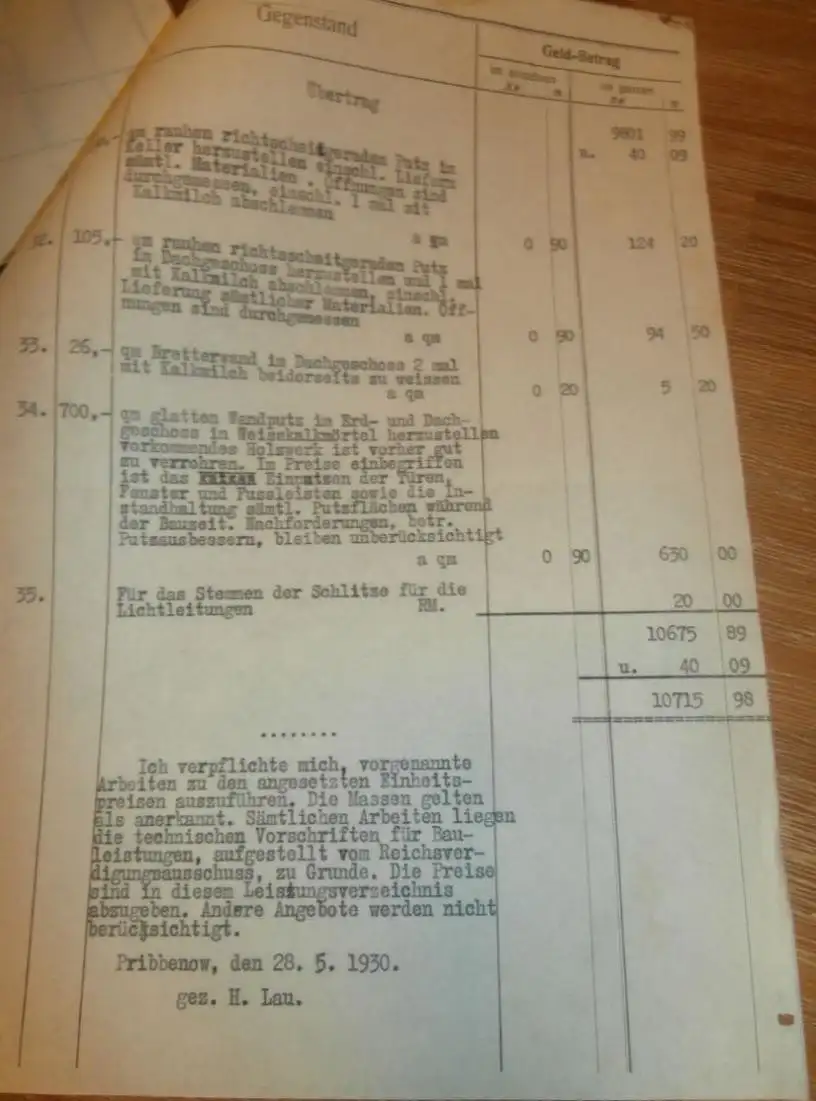 Gegenstand
Geld-Betrag
im einzelnen im ganzen
Übertrag
9801 99
u. 40 09
qm rauhen richtscheitgeraden Putz im
Keller herzustellen einschl. Liefern
sämtl. Materialien . Öffnungen sind
durchgemessen, einschl. 1 mal mit
Kalkmilch abschlemmen
a qm 0 90 124 20
32. 105,- qm rauhen richtsscheitgeraden Putz
im Dachgeschoss herzustellen und 1 mal
mit Kalkmilch abschlemmen, einschl.
Lieferung sämtlicher Materialien. Öff-
nungen sind durchgemessen
a qm 0 90 94 50
33. 26,- qm Bretterwand im Dachgeschoss 2 mal
mit Kalkmilch beiderseits zu weissen
a qm 0 20 5 20
34. 700,- qm glatten Wandputz im Erd- und Dach-
geschoss in Weisskalkmörtel herzustellen
vorkommendes Holzwerk ist vorher gut
zu verrohren. Im Preise einbegriffen
ist das Einputzen der Türen,
Fenster und Fussleisten sowie die In-
standhaltung sämtl. Putzflächen während
der Bauzeit. Nachforderungen, betr.
Putzausbessern, bleiben unberücksichtigt
a qm 0 90 630 00
35. Für das Stemmen der Schlitze für die
Lichtleitungen RM. 20 00
10675 89
u. 40 09
10715 98
........
Ich verpflichte mich, vorgenannte
Arbeiten zu den angesetzten Einheits-
preisen auszuführen. Die Massen gelten
als anerkannt. Sämtlichen Arbeiten liegen
die technischen Vorschriften für Bau-
leistungen, aufgestellt vom Reichsver-
digungsausschuss, zu Grunde. Die Preise
sind in diesem Leistungsverzeichnis
abzugeben. Andere Angebote werden nicht
berücksichtigt.
Pribbenow, den 28. 5. 1930.
gez. H. Lau.